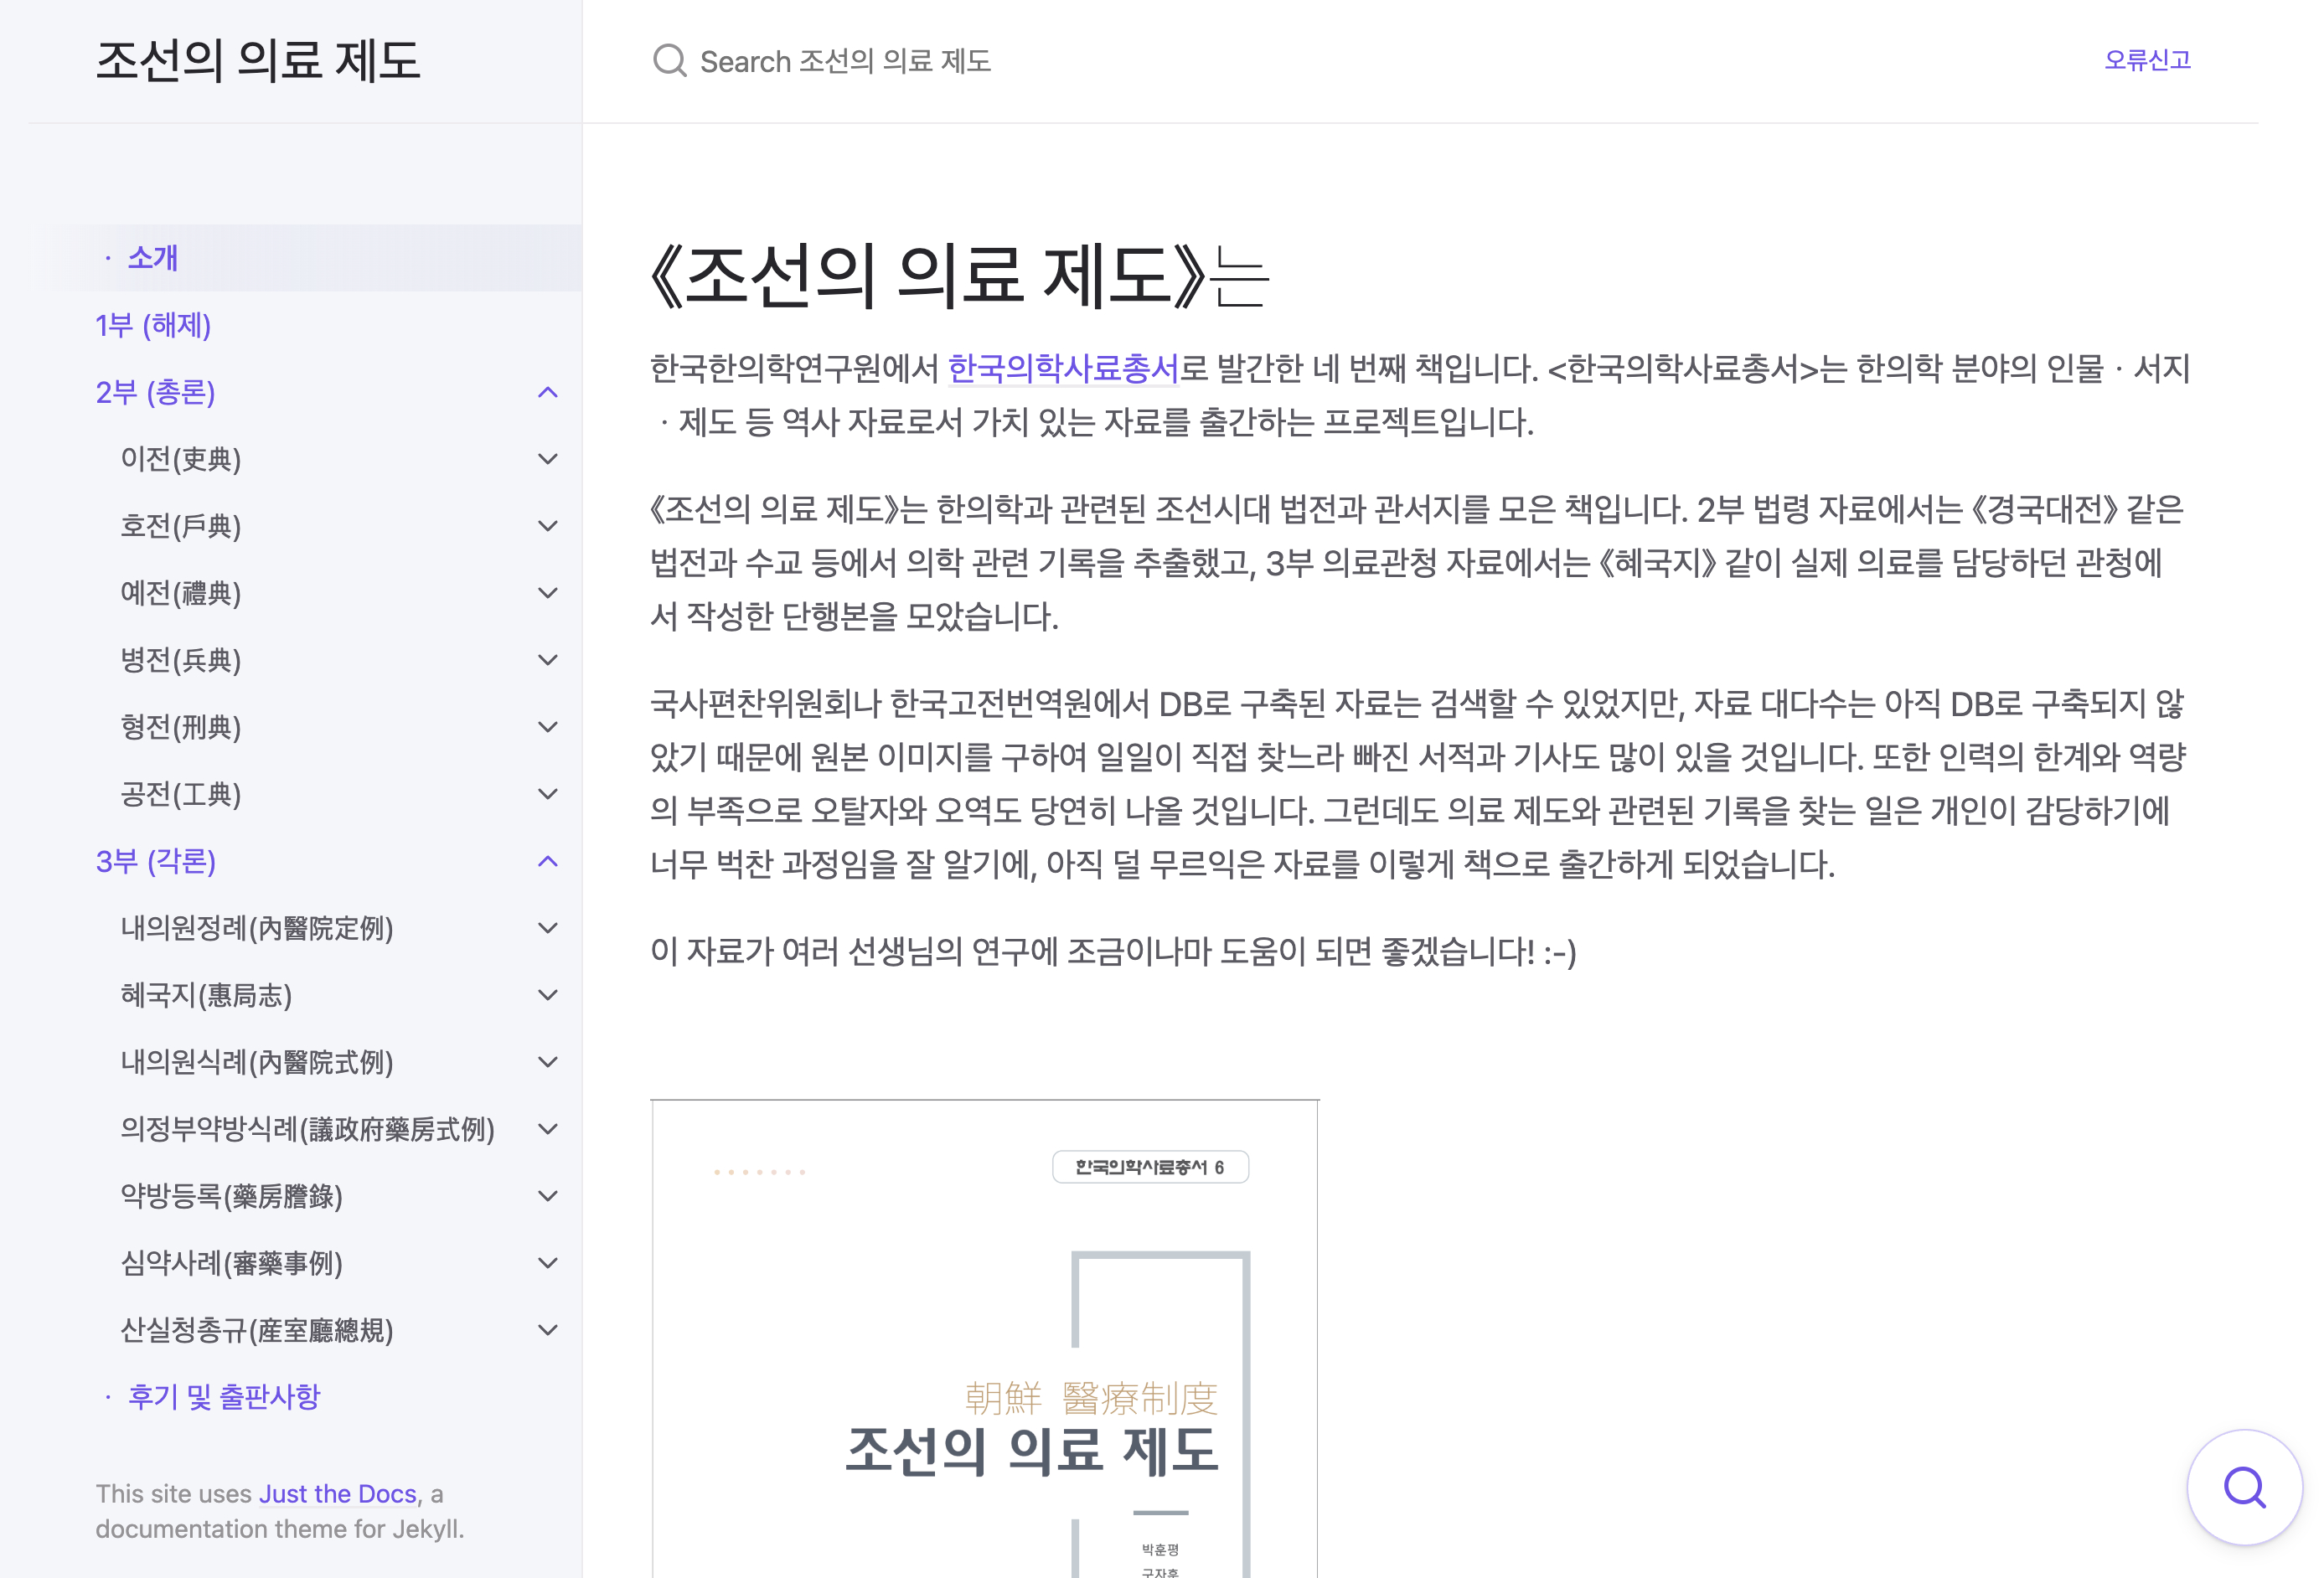 조선의 의료 제도
Search 조선의 의료 제도
오류신고
· 소개
1부 (해제)
2부 (총론)
이전(吏典)
호전(戶典)
예전(禮典)
병전(兵典)
형전(刑典)
공전(工典)
3부 (각론)
내의원정례(內醫院定例)
혜국지(惠局志)
내의원식례(內醫院式例)
의정부약방식례(議政府藥房式例)
약방등록(藥房謄錄)
심약사례(審藥事例)
산실청총규(産室廳總規)
· 후기 및 출판사항
This site uses Just the Docs, a
documentation theme for Jekyll.
《조선의 의료 제도》는
한국한의학연구원에서 한국의학사료총서로 발간한 네 번째 책입니다. <한국의학사료총서>는 한의학 분야의 인물 · 서지
· 제도 등 역사 자료로서 가치 있는 자료를 출간하는 프로젝트입니다.
《조선의 의료 제도》는 한의학과 관련된 조선시대 법전과 관서지를 모은 책입니다. 2부 법령 자료에서는 《경국대전》 같은
법전과 수교 등에서 의학 관련 기록을 추출했고, 3부 의료관청 자료에서는 《혜국지》 같이 실제 의료를 담당하던 관청에
서 작성한 단행본을 모았습니다.
국사편찬위원회나 한국고전번역원에서 DB로 구축된 자료는 검색할 수 있었지만, 자료 대다수는 아직 DB로 구축되지 않
았기 때문에 원본 이미지를 구하여 일일이 직접 찾느라 빠진 서적과 기사도 많이 있을 것입니다. 또한 인력의 한계와 역량
의 부족으로 오탈자와 오역도 당연히 나올 것입니다. 그런데도 의료 제도와 관련된 기록을 찾는 일은 개인이 감당하기에
너무 벅찬 과정임을 잘 알기에, 아직 덜 무르익은 자료를 이렇게 책으로 출간하게 되었습니다.
이 자료가 여러 선생님의 연구에 조금이나마 도움이 되면 좋겠습니다! :-)
한국의학사료총서 6
朝鮮 醫療制度
조선의 의료 제도
박훈평
구자훈